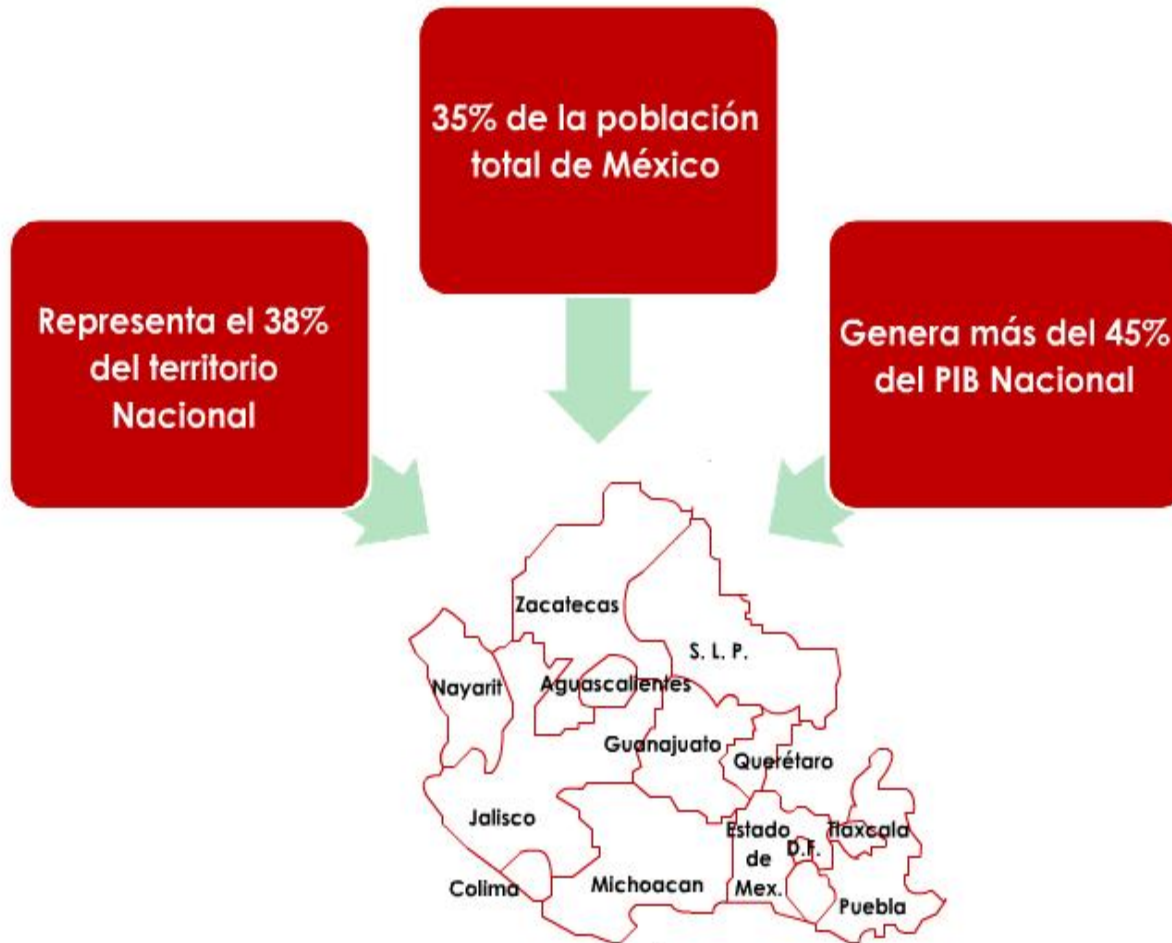 35% de la población
total de México
Representa el 38%
del territorio
Nacional
Genera más del 45%
del PIB Nacional
Zacatecas
S. L. P.
Nayarit
Aguascalientes
Guanajuato
Querétaro
Jalisco
Estado
de
Mex.
D.F.
Tlaxcala
Colima
Michoacan
Puebla